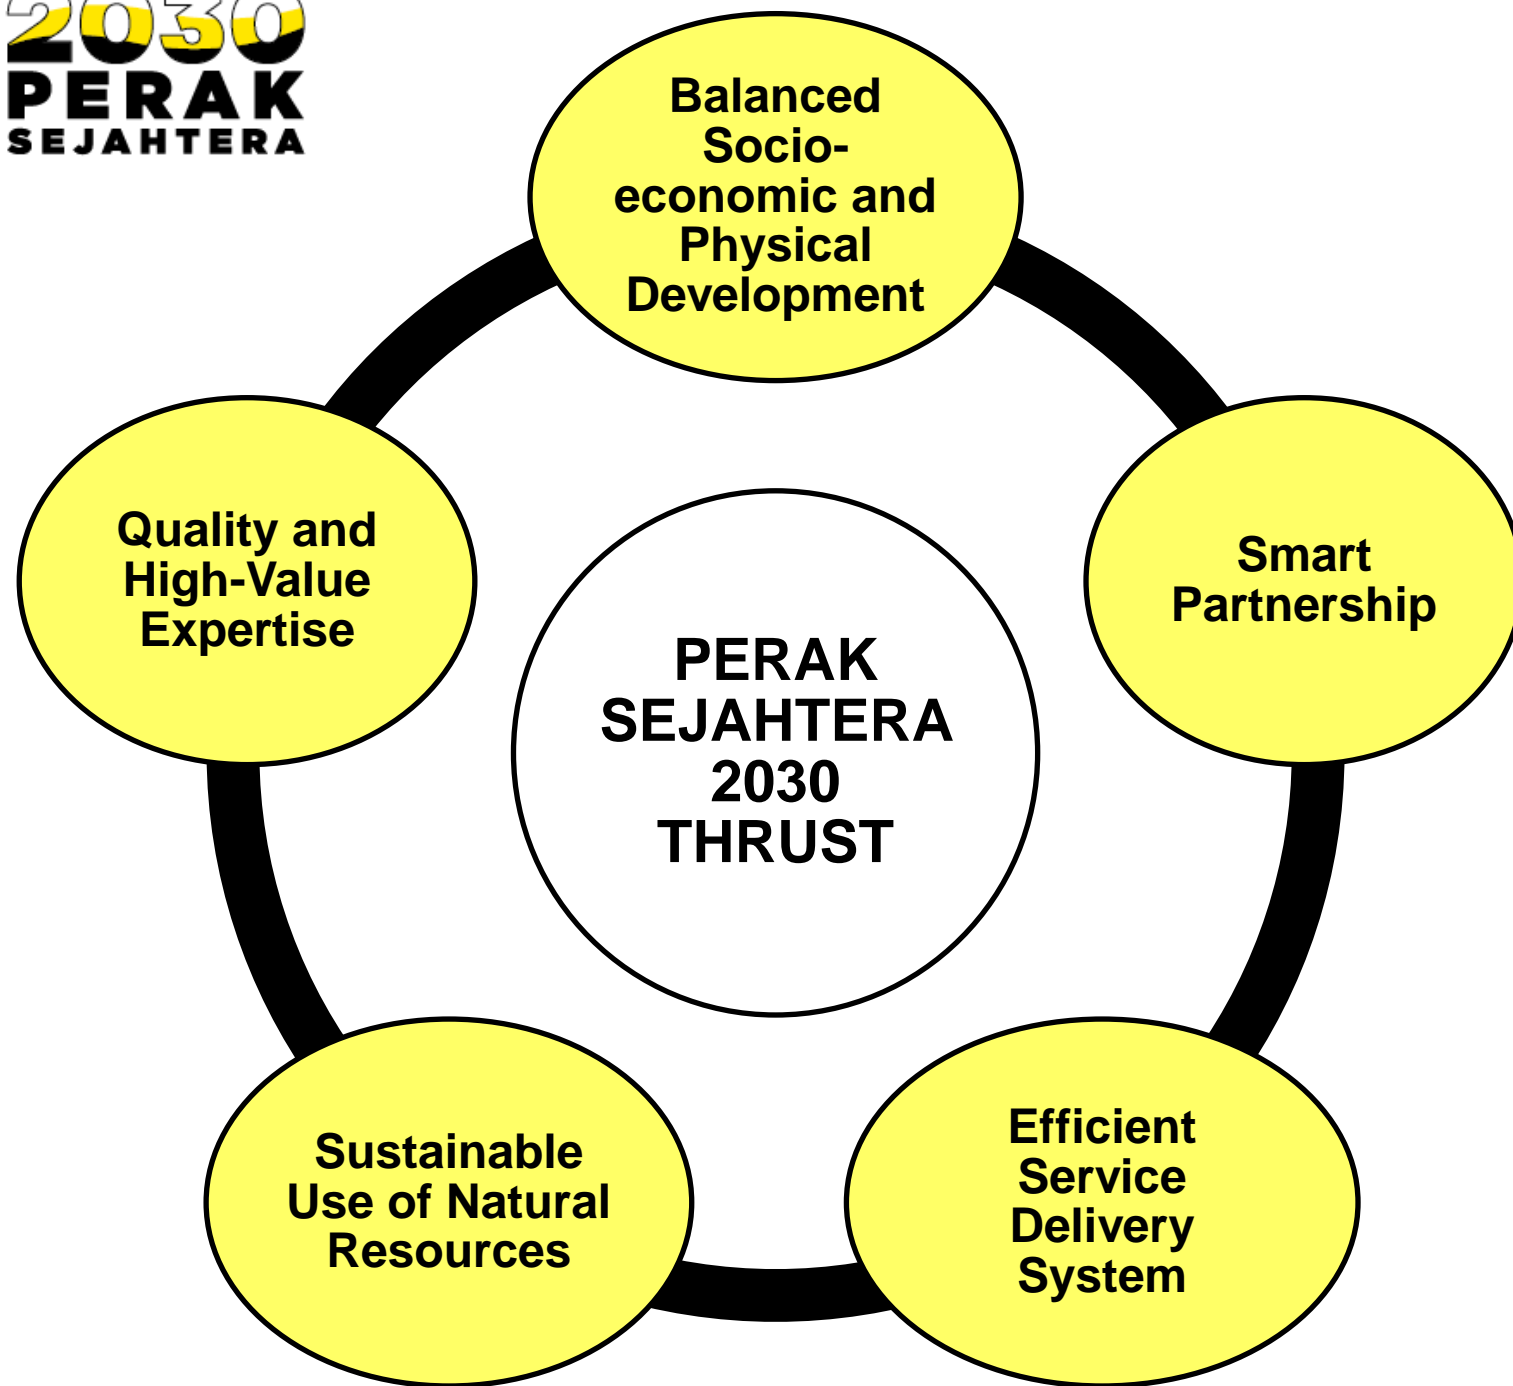 2030
PERAK
SEJAHTERA
Balanced
Socio-
economic and
Physical
Development
Quality and
High-Value
Expertise
Smart
Partnership
PERAK
SEJAHTERA
2030
THRUST
Sustainable
Use of Natural
Resources
Efficient
Service
Delivery
System